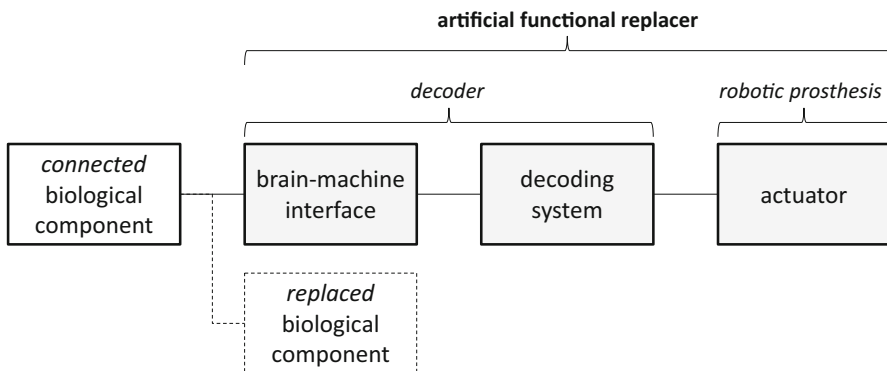 artificial functional replacer
decoder
robotic prosthesis
connected
biological
component
brain-machine
interface
decoding
system
actuator
replaced
biological
component